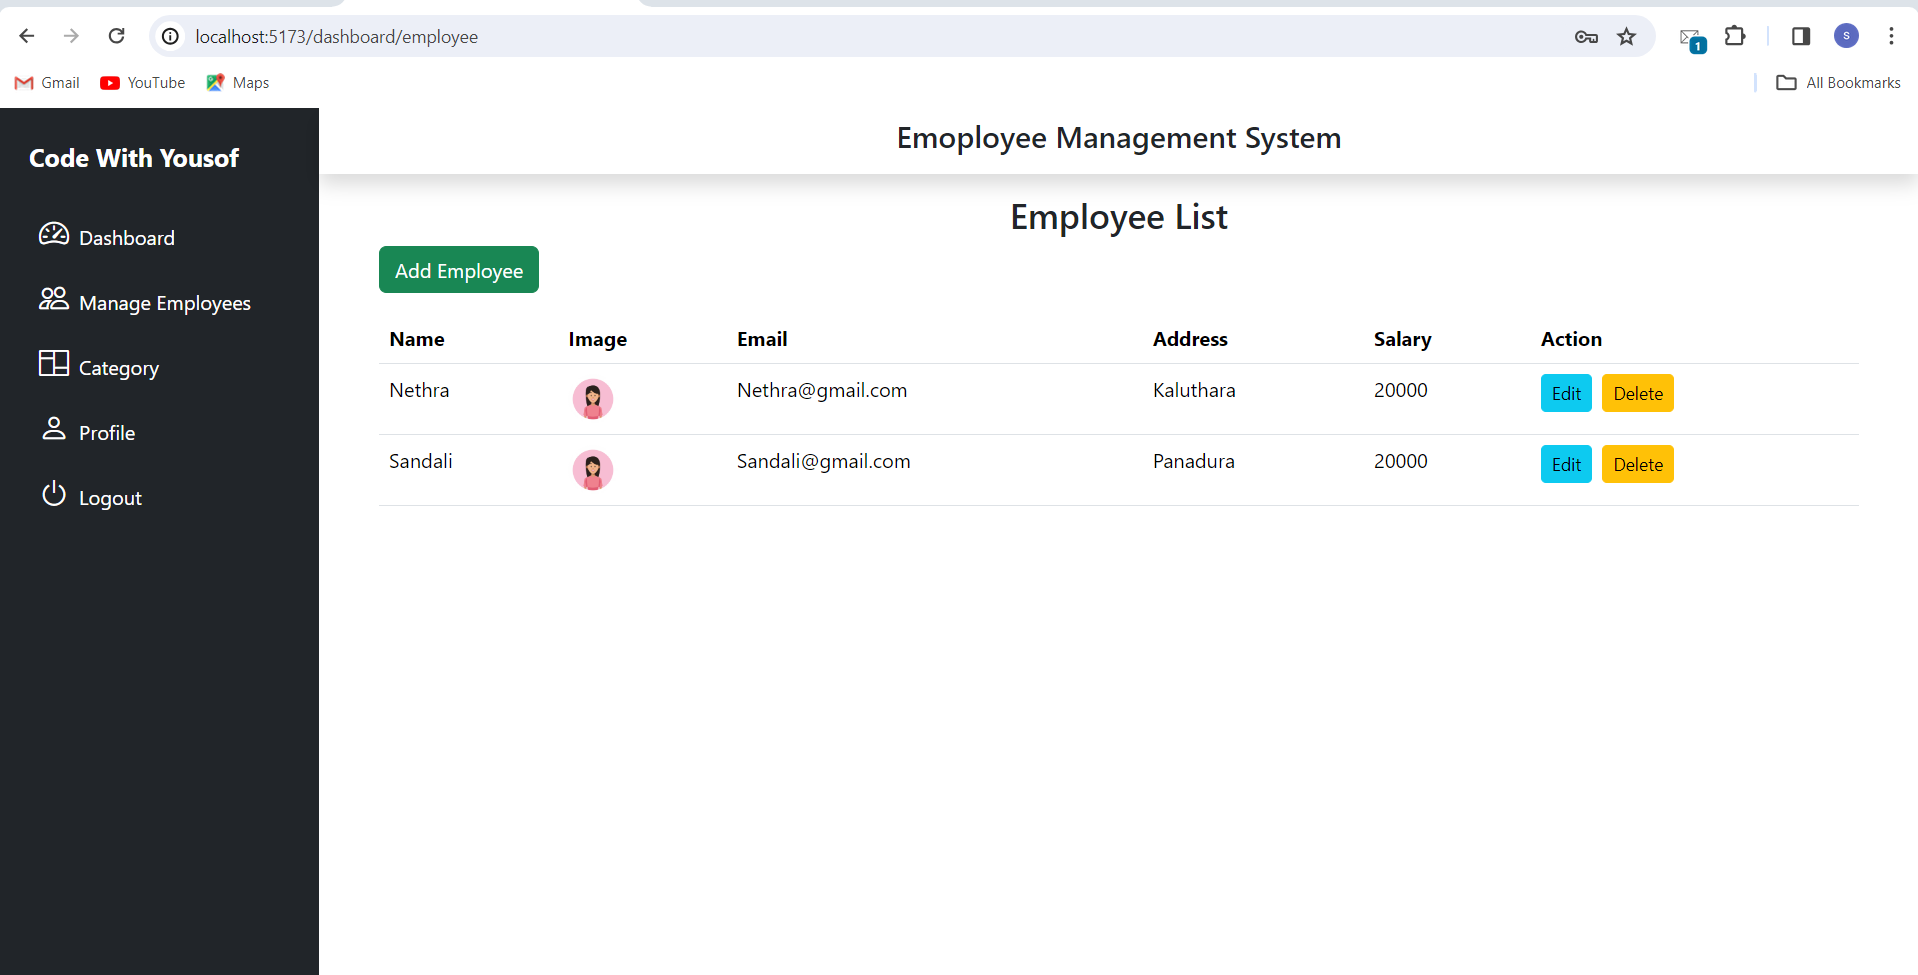 localhost:5173/dashboard/employee
1
S
Gmail YouTube Maps All Bookmarks
Code With Yousof
Dashboard
Manage Employees
Category
Profile
Logout
Emoployee Management System
Employee List
Add Employee
Name Image Email Address Salary Action
Nethra Nethra@gmail.com Kaluthara 20000 Edit Delete
Sandali Sandali@gmail.com Panadura 20000 Edit Delete